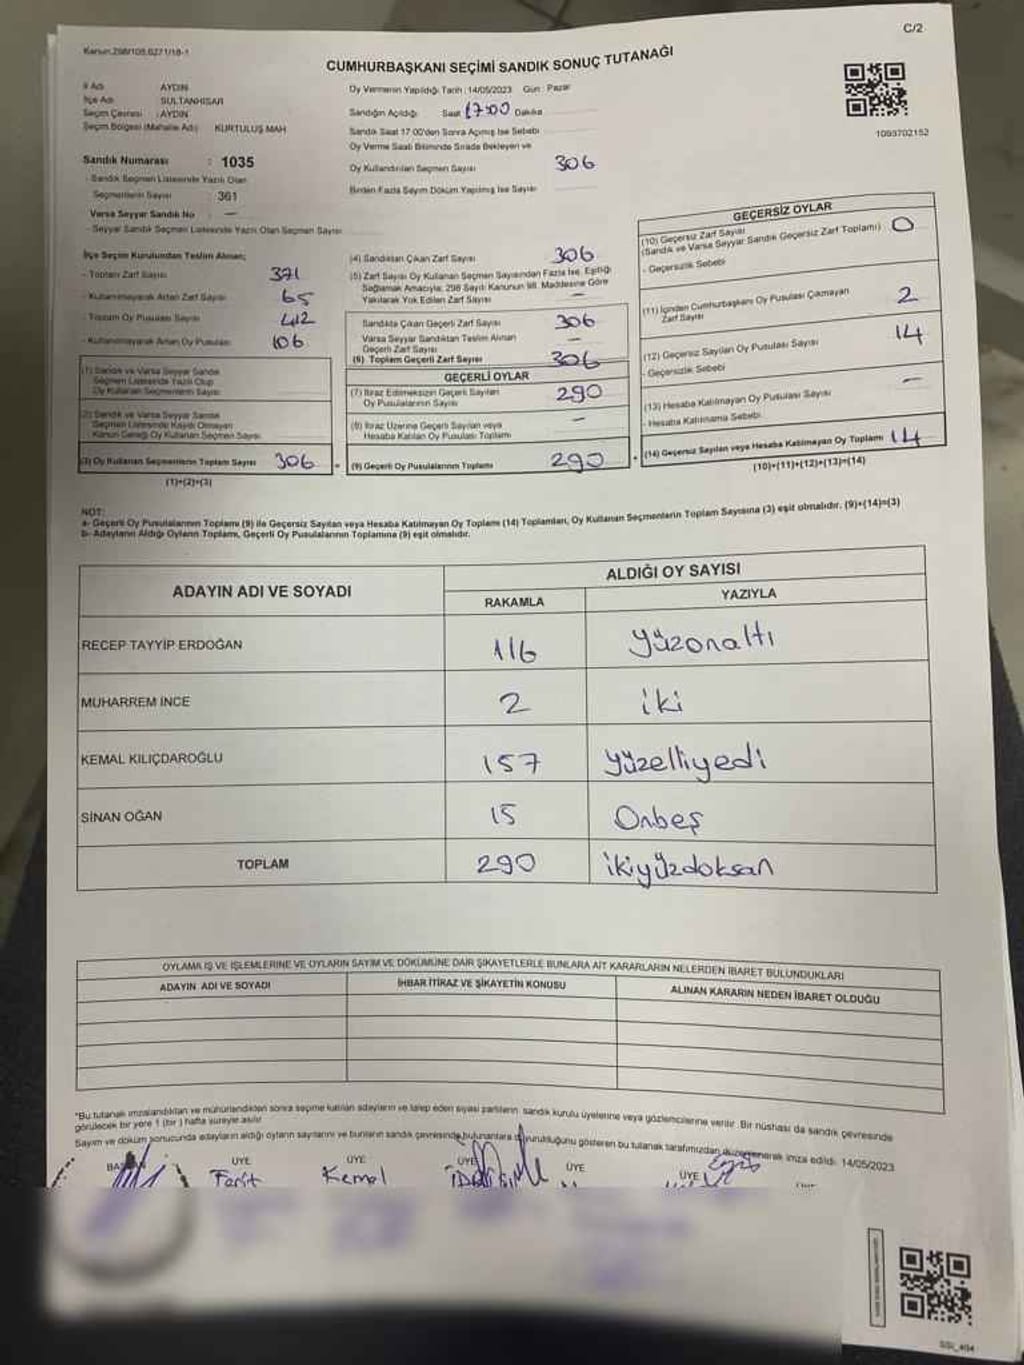 C/2
Kanun:298/105,6271/18-1
CUMHURBAŞKANI SEÇİMİ SANDIK SONUÇ TUTANAĞI
İl Adı : AYDIN
İlçe Adı : SULTANHİSAR
Seçim Çevresi : AYDIN
Seçim Bölgesi (Mahalle Adı) : KURTULUŞ MAH
Oy Vermenin Yapıldığı Tarih :14/05/2023 Gün : Pazar
Sandığın Açıldığı Saat 17:00 Dakika
Sandık Saat 17.00'den Sonra Açmış İse Sebebi
Oy Verme Saati Bitiminde Sırada Bekleyen ve
Oy Kullandırılan Seçmen Sayısı 306
Birden Fazla Sayım Döküm Yapılmış İse Sayısı
1093702152
Sandık Numarası : 1035
- Sandık Seçmen Listesinde Yazılı Olan
Seçmenlerin Sayısı : 361
Varsa Seyyar Sandık No : —
- Seyyar Sandık Seçmen Listesinde Yazılı Olan Seçmen Sayısı
İlçe Seçim Kurulundan Teslim Alınan;
- Toplam Zarf Sayısı 371
- Kullanılmayarak Artan Zarf Sayısı 65
- Toplam Oy Pusulası Sayısı 412
- Kullanılmayarak Artan Oy Pusulası 106
(1) Sandık ve Varsa Seyyar Sandık
Seçmen Listesinde Yazılı Olup
Oy Kullanan Seçmenlerin Sayısı
(2) Sandık ve Varsa Seyyar Sandık
Seçmen Listesinde Kaydı Olmayan
Kanun Gereği Oy Kullanan Seçmen Sayısı
(3) Oy Kullanan Seçmenlerin Toplam Sayısı 306
(1)+(2)=(3)
(4) Sandıktan Çıkan Zarf Sayısı 306
(5) Zarf Sayısı Oy Kullanan Seçmen Sayısından Fazla İse, Eşitliği
Sağlamak Amacıyla; 298 Sayılı Kanunun 98. Maddesine Göre
Yakılarak Yok Edilen Zarf Sayısı —
Sandıkta Çıkan Geçerli Zarf Sayısı 306
Varsa Seyyar Sandıktan Teslim Alınan
Geçerli Zarf Sayısı —
(6) Toplam Geçerli Zarf Sayısı 306
GEÇERLİ OYLAR
(7) İtiraz Edilmeksizin Geçerli Sayılan
Oy Pusulalarının Sayısı 290
(8) İtiraz Üzerine Geçerli Sayılan veya
Hesaba Katılan Oy Pusulası Toplamı —
(9) Geçerli Oy Pusulalarının Toplamı 290
GEÇERSİZ OYLAR
(10) Geçersiz Zarf Sayısı
(Sandık ve Varsa Seyyar Sandık Geçersiz Zarf Toplamı) 0
- Geçersizlik Sebebi
(11) İçinden Cumhurbaşkanı Oy Pusulası Çıkmayan
Zarf Sayısı 2
(12) Geçersiz Sayılan Oy Pusulası Sayısı 14
- Geçersizlik Sebebi
(13) Hesaba Katılmayan Oy Pusulası Sayısı —
- Hesaba Katılmama Sebebi
(14) Geçersiz Sayılan veya Hesaba Katılmayan Oy Toplamı 14
(10)+(11)+(12)+(13)=(14)
NOT:
a- Geçerli Oy Pusulalarının Toplamı (9) ile Geçersiz Sayılan veya Hesaba Katılmayan Oy Toplamı (14) Toplamları, Oy Kullanan Seçmenlerin Toplam Sayısına (3) eşit olmalıdır. (9)+(14)=(3)
b- Adayların Aldığı Oyların Toplamı, Geçerli Oy Pusulalarının Toplamına (9) eşit olmalıdır.
ADAYIN ADI VE SOYADI
ALDIĞI OY SAYISI
RAKAMLA YAZIYLA
RECEP TAYYİP ERDOĞAN 116 yüzonaltı
MUHARREM İNCE 2 iki
KEMAL KILIÇDAROĞLU 157 yüzelliyedi
SİNAN OĞAN 15 Onbeş
TOPLAM 290 ikiyüzdoksan
OYLAMA İŞ VE İŞLEMLERİNE VE OYLARIN SAYIM VE DÖKÜMÜNE DAİR ŞİKAYETLERLE BUNLARA AİT KARARLARIN NELERDEN İBARET BULUNDUKLARI
ADAYIN ADI VE SOYADI İHBAR İTİRAZ VE ŞİKAYETİN KONUSU ALINAN KARARIN NEDEN İBARET OLDUĞU
*Bu tutanak imzalandıktan ve mühürlendikten sonra seçime katılan adayların ve talep eden siyasi partilerin sandık kurulu üyelerine veya gözlemcilerine verilir. Bir nüshası da sandık çevresinde
görülecek bir yere 1 (bir) hafta süreyle asılır
Sayım ve döküm sonucunda adayların aldığı oyların sayılarını ve bunların sandık çevresinde bulunanlara duyurulduğunu gösteren bu tutanak tarafımızdan düzenlenerek imza edildi. 14/05/2023
ÜYE ÜYE ÜYE ÜYE ÜYE
Ferit Kemal